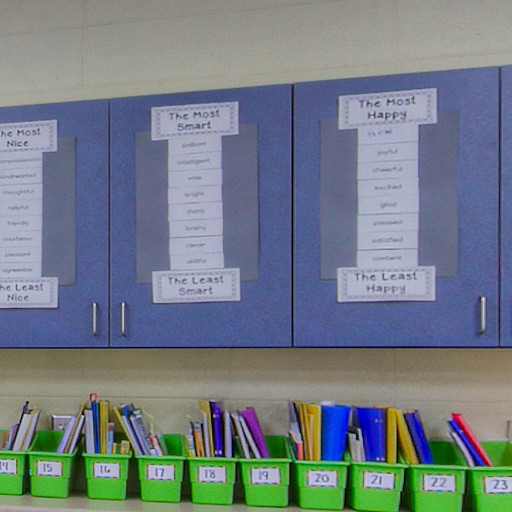 The Most
Nice
compassionate
kindhearted
thoughtful
helpful
friendly
courteous
pleasant
agreeable
The Least
Nice
The Most
Smart
brilliant
intelligent
wise
bright
sharp
brainy
clever
skillful
The Least
Smart
The Most
Happy
joyful
cheerful
excited
glad
pleased
satisfied
content
The Least
Happy
14
15
16
17
18
19
20
21
22
23